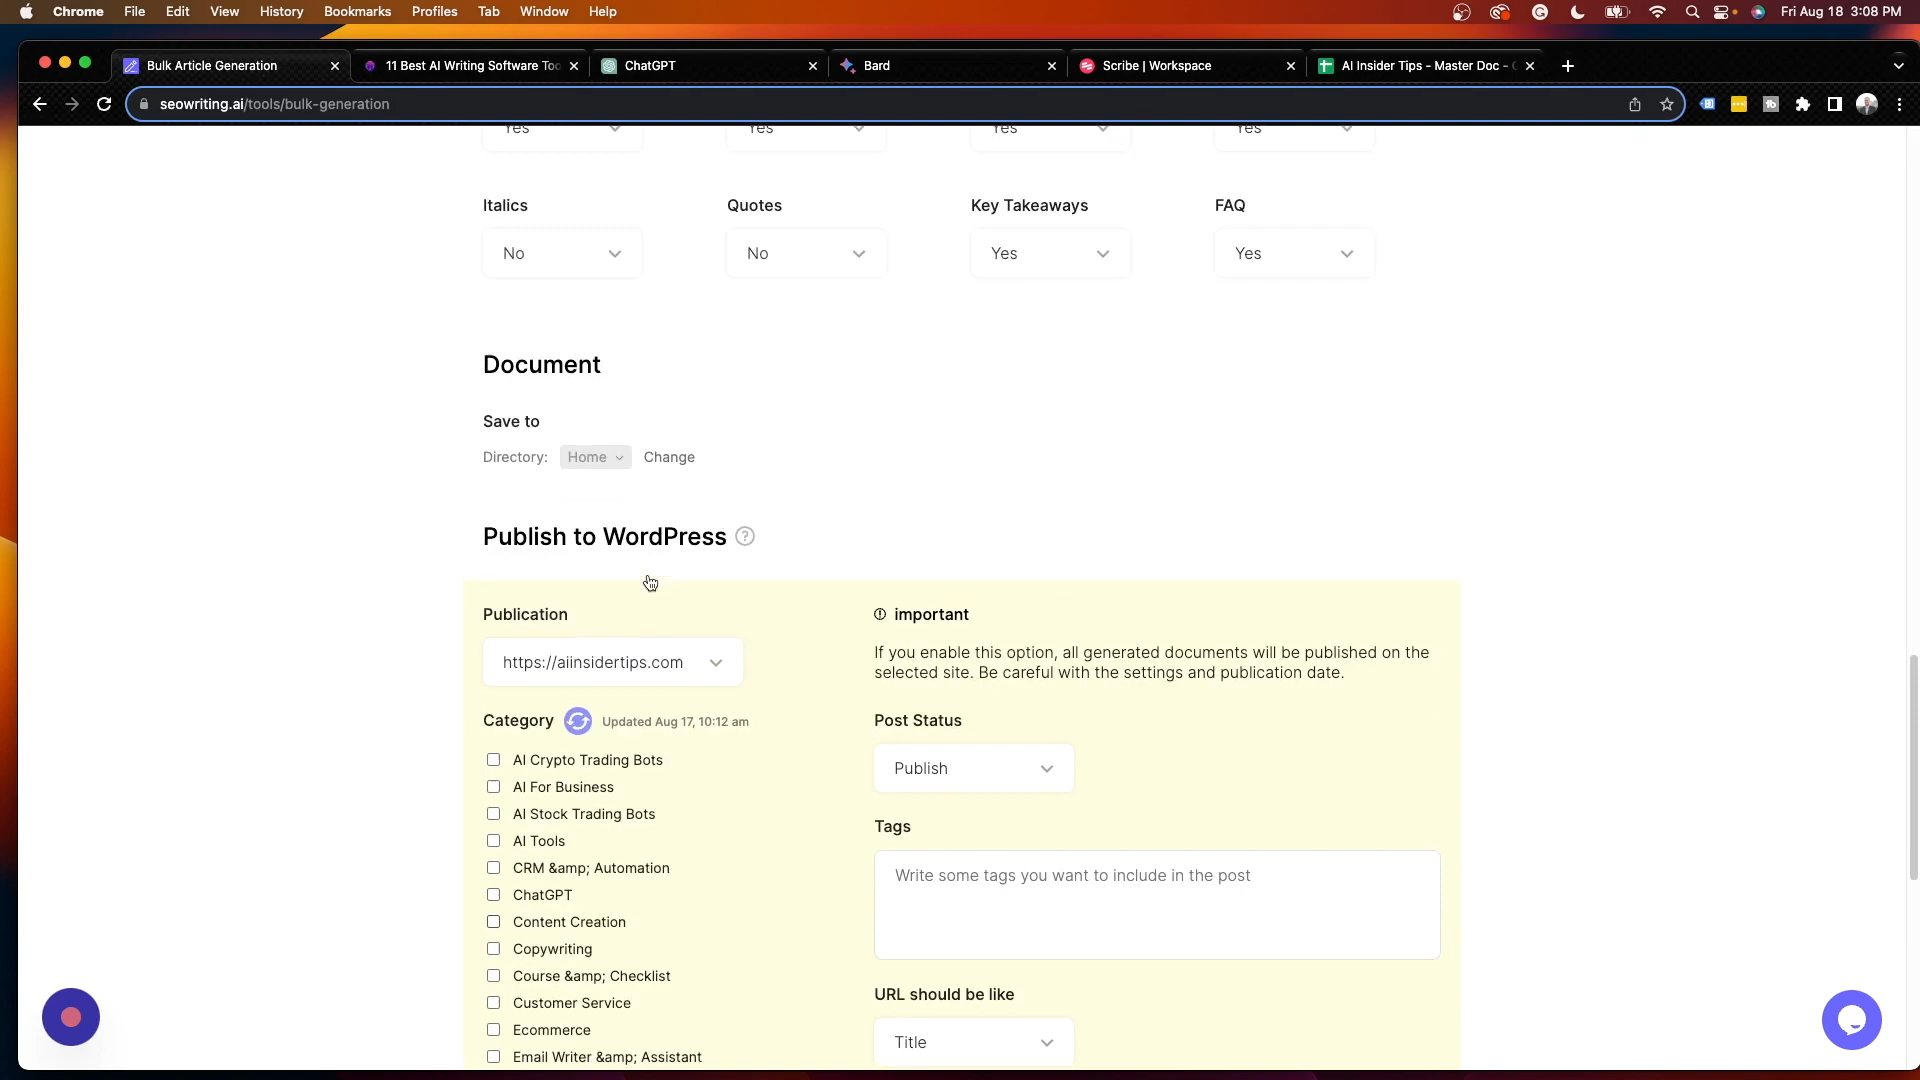 Chrome File Edit View History Bookmarks Profiles Tab Window Help Fri Aug 18 3:08 PM
Bulk Article Generation 11 Best AI Writing Software Too ChatGPT Bard Scribe | Workspace AI Insider Tips - Master Doc -
seowriting.ai/tools/bulk-generation
Yes Yes Yes Yes
Italics Quotes Key Takeaways FAQ
No No Yes Yes
Document
Save to
Directory: Home Change
Publish to WordPress ?
Publication
https://aiinsidertips.com
important
If you enable this option, all generated documents will be published on the
selected site. Be careful with the settings and publication date.
Category Updated Aug 17, 10:12 am
AI Crypto Trading Bots
AI For Business
AI Stock Trading Bots
AI Tools
CRM &amp; Automation
ChatGPT
Content Creation
Copywriting
Course &amp; Checklist
Customer Service
Ecommerce
Email Writer &amp; Assistant
Post Status
Publish
Tags
Write some tags you want to include in the post
URL should be like
Title